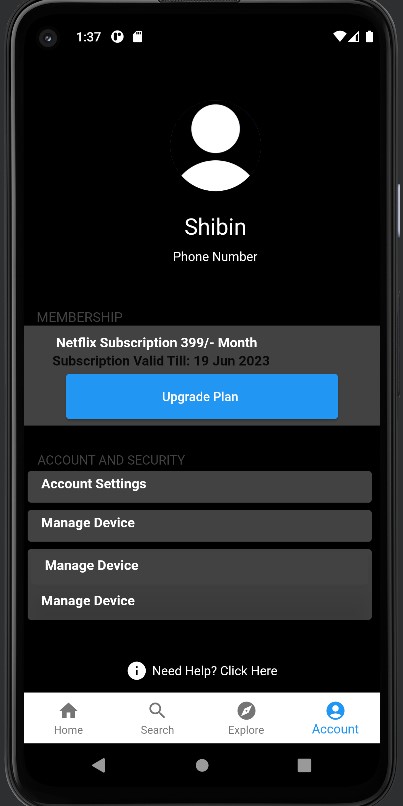 1:37
Shibin
Phone Number
MEMBERSHIP
Netflix Subscription 399/- Month
Subscription Valid Till: 19 Jun 2023
Upgrade Plan
ACCOUNT AND SECURITY
Account Settings
Manage Device
Manage Device
Manage Device
Need Help? Click Here
Home Search Explore Account